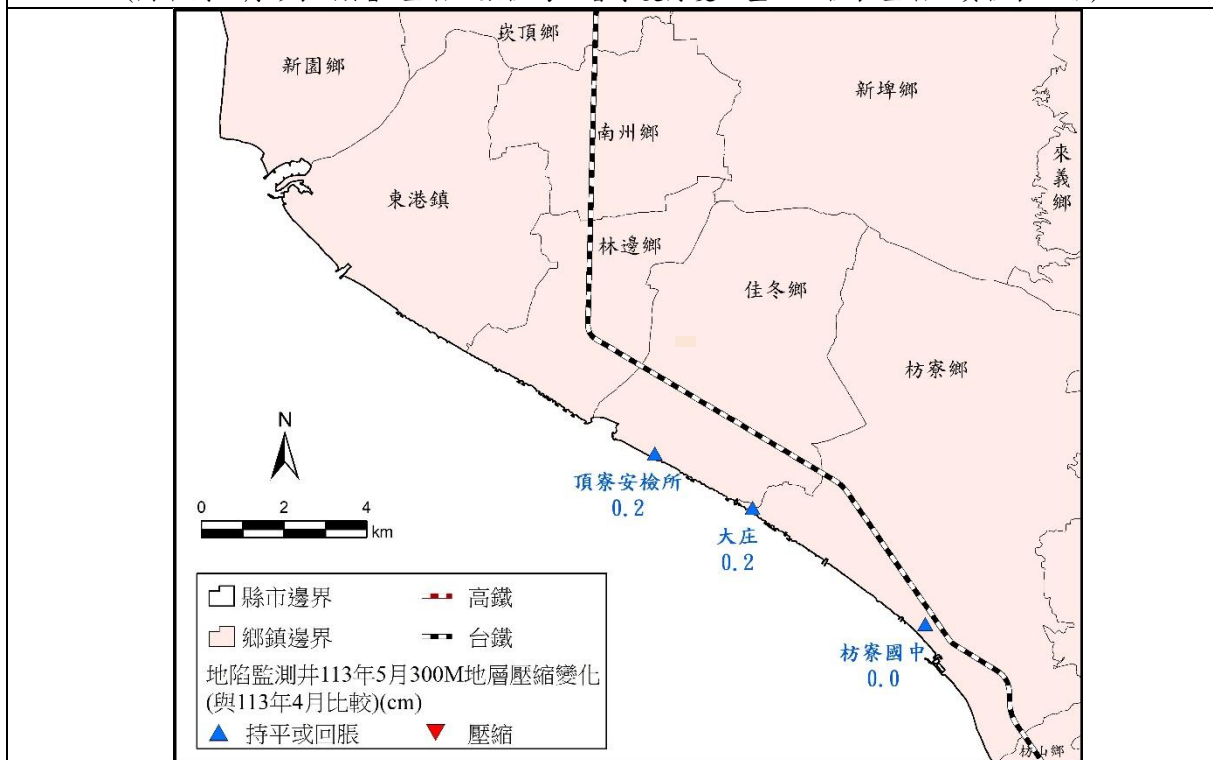 崁頂鄉
新園鄉
新埤鄉
南州鄉
來義鄉
東港鎮
林邊鄉
佳冬鄉
枋寮鄉
N
頂寮安檢所
0.2
0 2 4
km
大庄
0.2
縣市邊界
高鐵
鄉鎮邊界
台鐵
枋寮國中
0.0
地陷監測井113年5月300M地層壓縮變化
(與113年4月比較)(cm)
持平或回脹
壓縮
枋山鄉